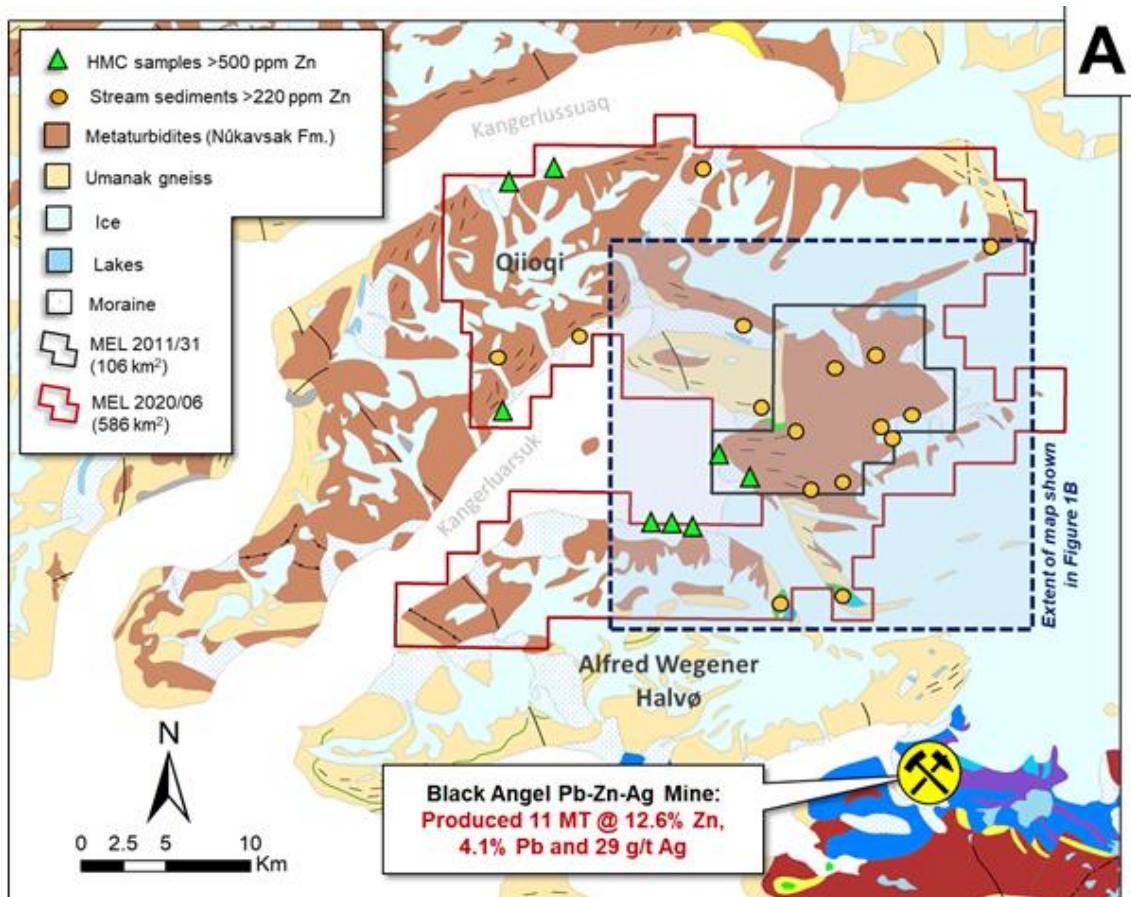 A
HMC samples >500 ppm Zn
Stream sediments >220 ppm Zn
Metaturbidites (Nûkavsak Fm.)
Umanak gneiss
Ice
Lakes
Moraine
MEL 2011/31
(106 km²)
MEL 2020/06
(586 km²)
Kangerlussuaq
Qiioqi
Kangerluarsuk
Extent of map shown
in Figure 1B
Alfred Wegener
Halvø
N
0 2.5 5 10
Km
Black Angel Pb-Zn-Ag Mine:
Produced 11 MT @ 12.6% Zn,
4.1% Pb and 29 g/t Ag